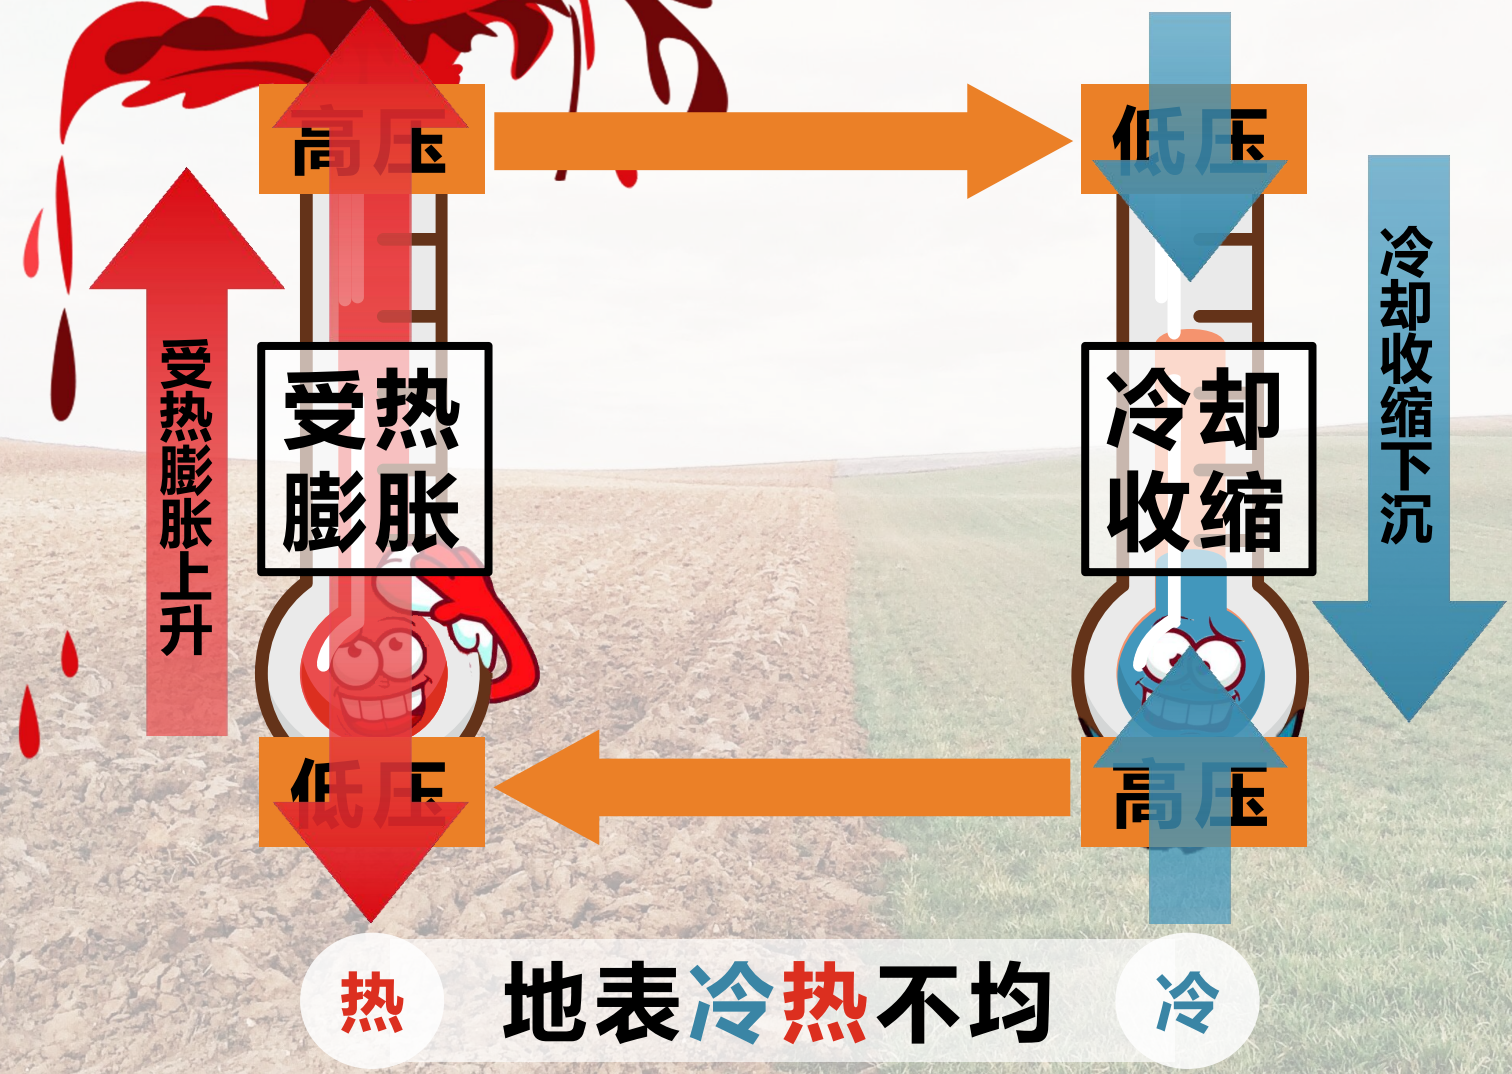 高压
低压
受热膨胀上升
受热
膨胀
冷却
收缩
冷却收缩下沉
低压
高压
热
地表冷热不均
冷